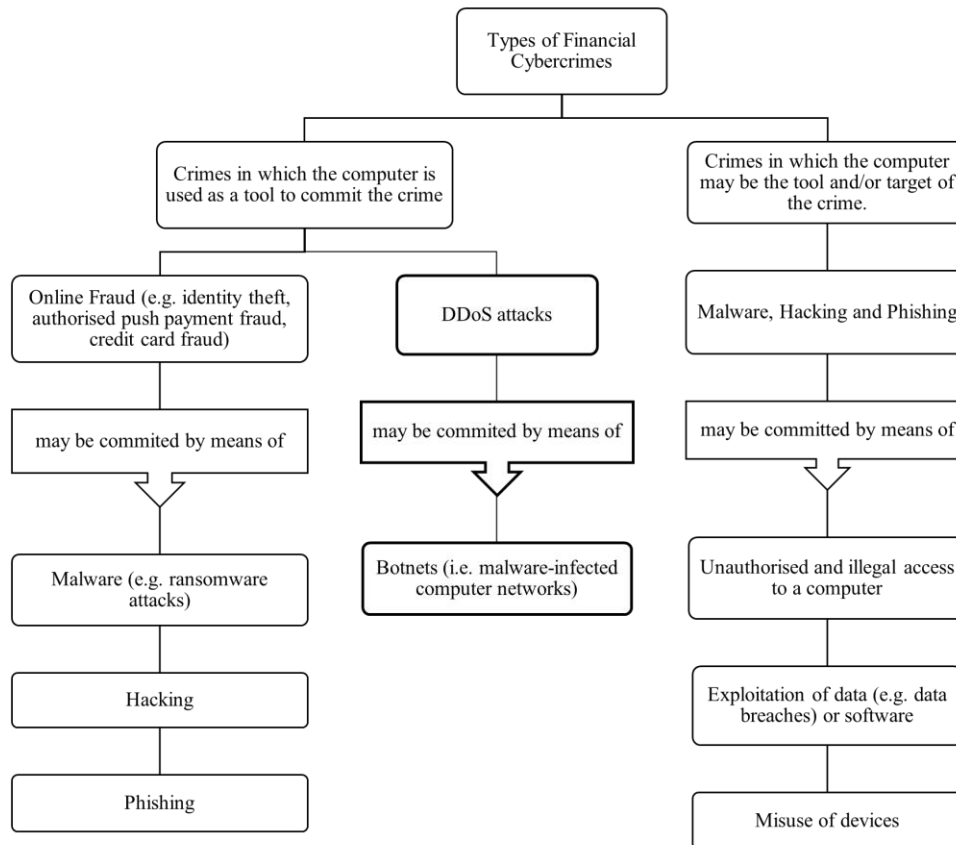 Types of Financial
Cybercrimes
Crimes in which the computer is
used as a tool to commit the crime
Crimes in which the computer
may be the tool and/or target of
the crime.
Online Fraud (e.g. identity theft,
authorised push payment fraud,
credit card fraud)
DDoS attacks
Malware, Hacking and Phishing
may be commited by means of
may be commited by means of
may be committed by means of
Malware (e.g. ransomware
attacks)
Botnets (i.e. malware-infected
computer networks)
Unauthorised and illegal access
to a computer
Hacking
Exploitation of data (e.g. data
breaches) or software
Phishing
Misuse of devices